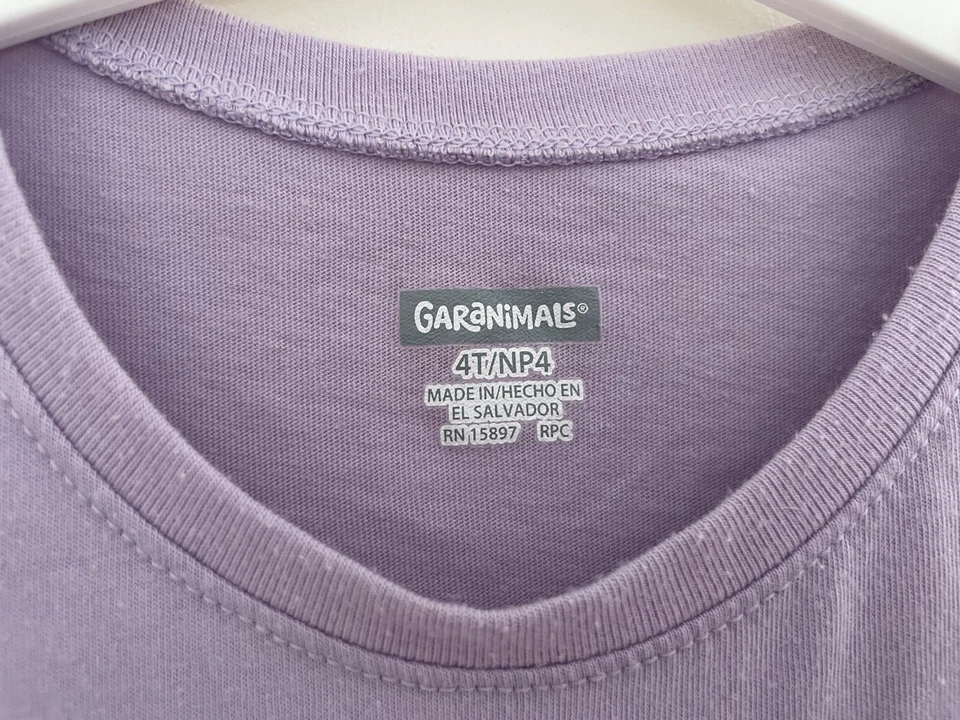 GARaNiMALs®
4T/NP4
MADE IN/HECHO EN
EL SALVADOR
RN 15897 RPC